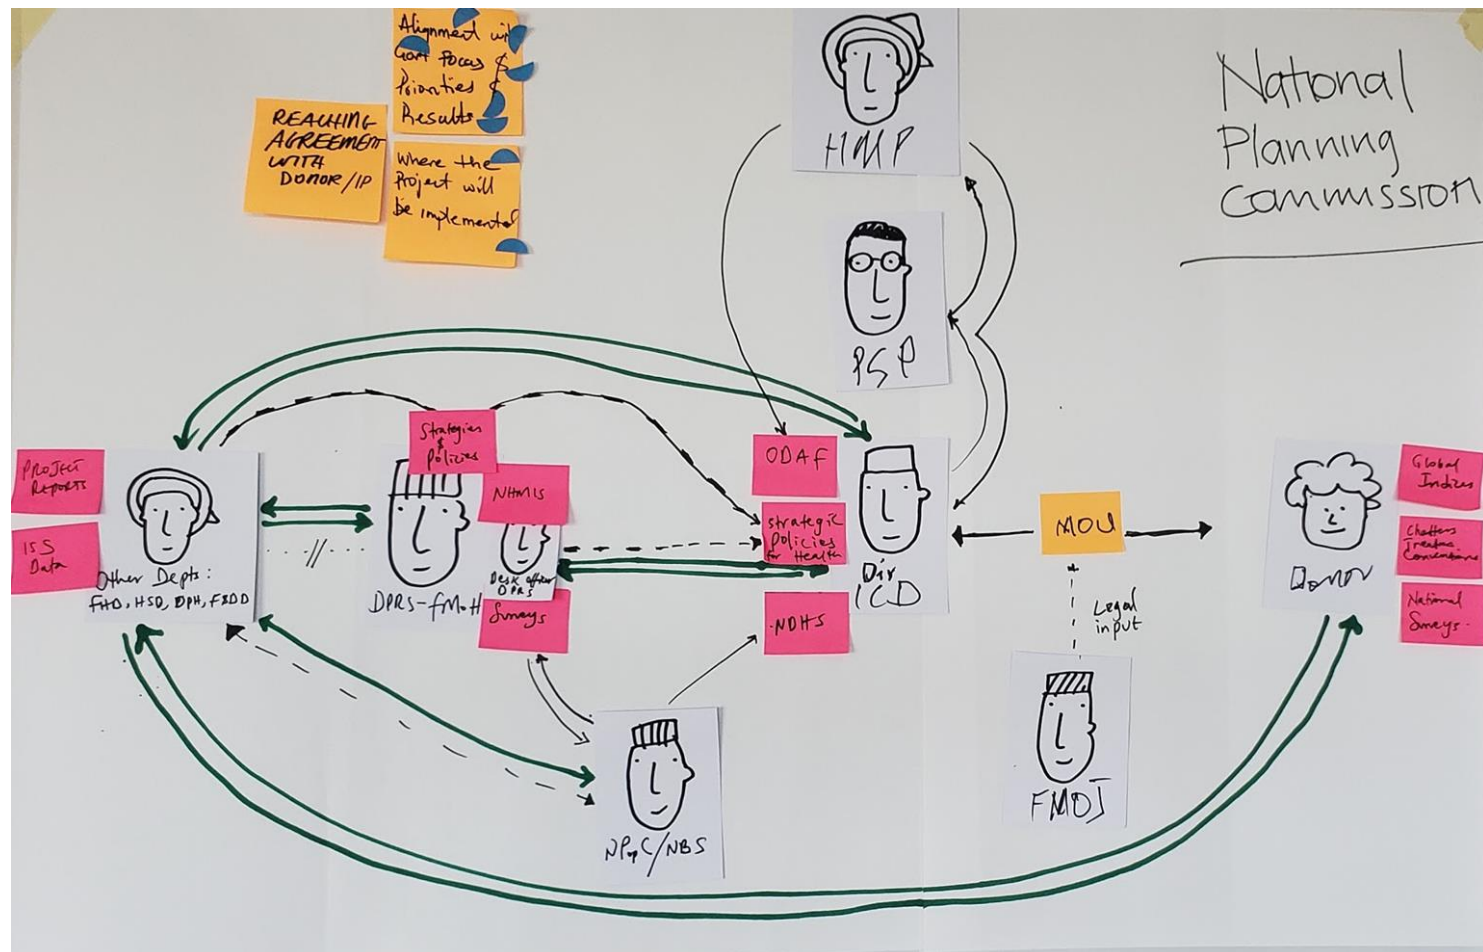 Alignment wi
Govt focus &
Priorities &
Results
REACHING
AGREEMENT
WITH
DONOR/IP
Where the
Project will
be implemented
HMP
PSP
National
Planning
Commission
PROJECT
REPORTS
ISS
Data
Other Depts:
FHD, HSD, DPH, F&DD
Strategies
&
Policies
NHMIS
DPRS-FMoH
Desk officer
DPRS
Surveys
ODAF
Strategic
Policies
for Health
NDHS
Dir
ICD
MOU
Legal
input
FMOJ
NPopC/NBS
Donor
Global
Indices
Conventions
National
Surveys